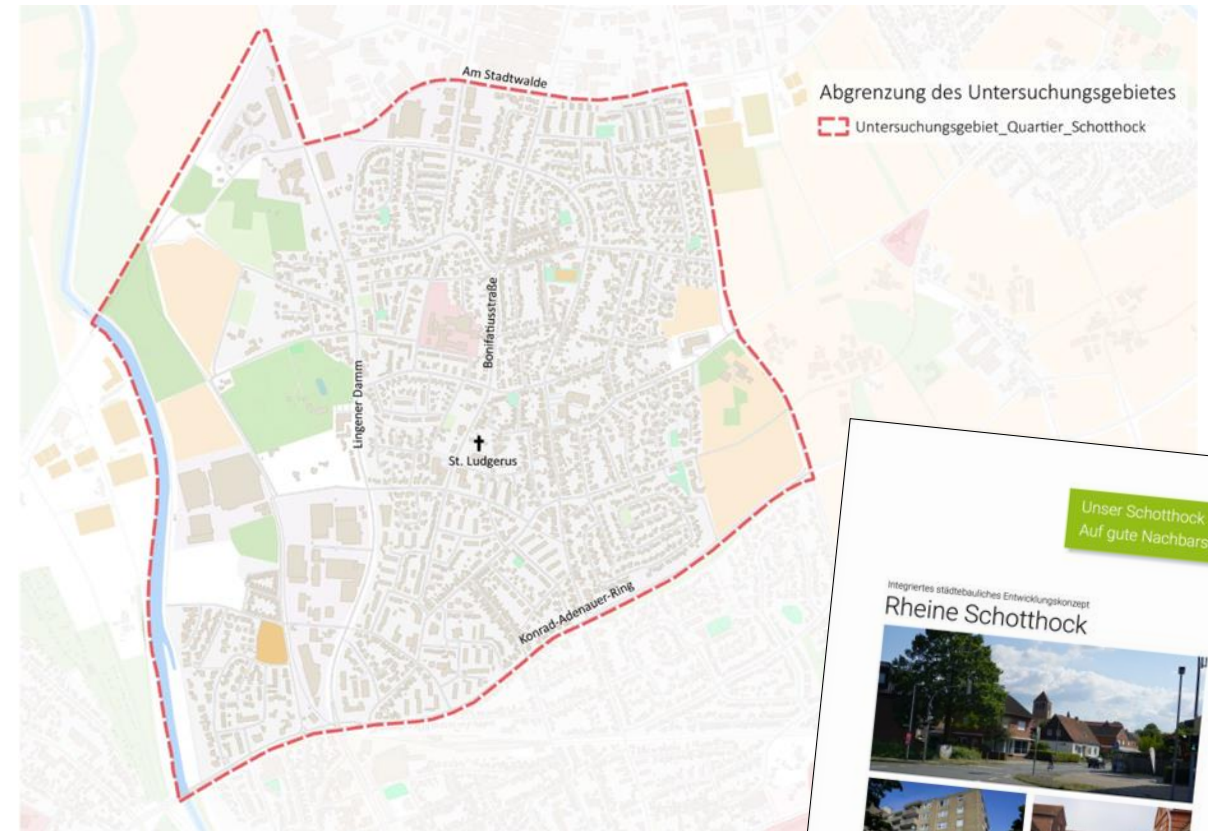 Am Stadtwalde
Abgrenzung des Untersuchungsgebietes
Untersuchungsgebiet_Quartier_Schotthock
Bonifatiusstraße
Lingener Damm
St. Ludgerus
Konrad-Adenauer-Ring
Unser Schotthock
Auf gute Nachbars
Integriertes städtebauliches Entwicklungskonzept
Rheine Schotthock